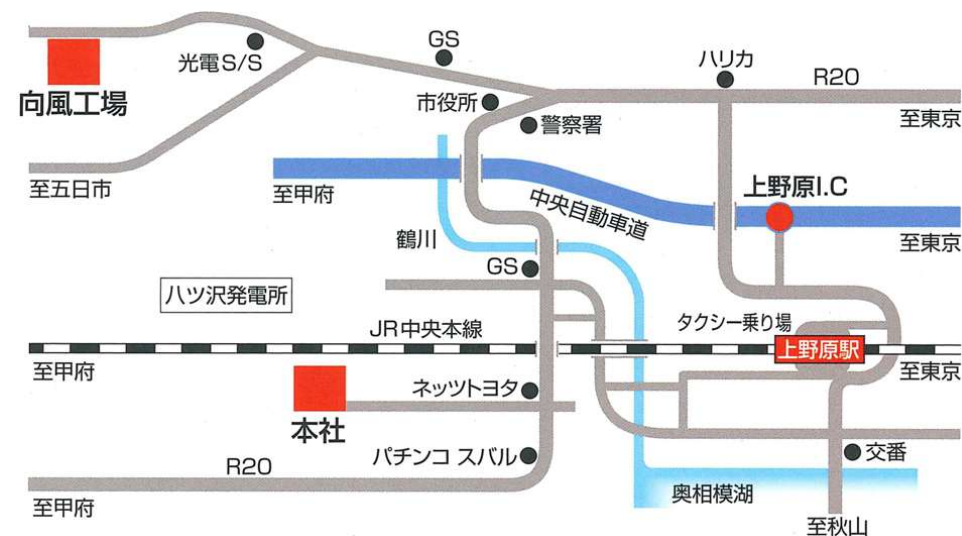 GS
光電S/S
ハリカ
R20
向風工場
市役所
警察署
至東京
至五日市
至甲府
中央自動車道
上野原I.C
鶴川
至東京
GS
八ツ沢発電所
JR中央本線
タクシー乗り場
上野原駅
至甲府
至東京
ネッツトヨタ
本社
パチンコ スバル
交番
R20
奥相模湖
至甲府
至秋山